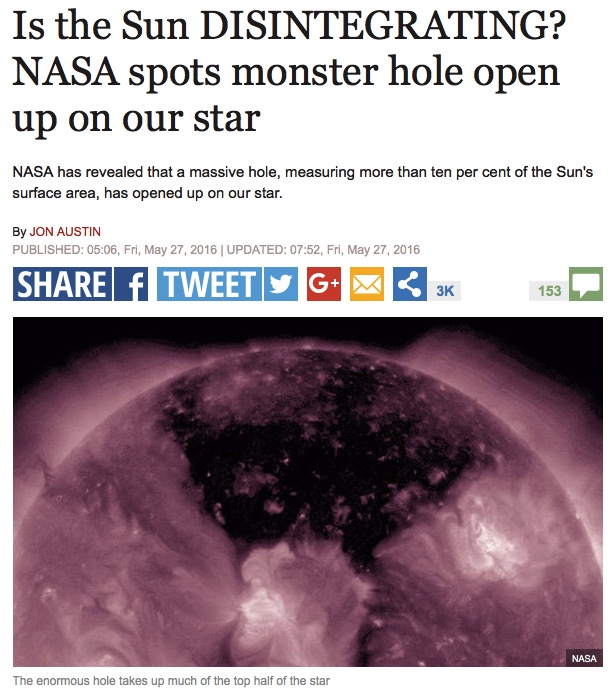 Is the Sun DISINTEGRATING?
NASA spots monster hole open
up on our star
NASA has revealed that a massive hole, measuring more than ten per cent of the Sun's
surface area, has opened up on our star.
By JON AUSTIN
PUBLISHED: 05:06, Fri, May 27, 2016 | UPDATED: 07:52, Fri, May 27, 2016
SHARE f TWEET G+ 3K 153
NASA
The enormous hole takes up much of the top half of the star